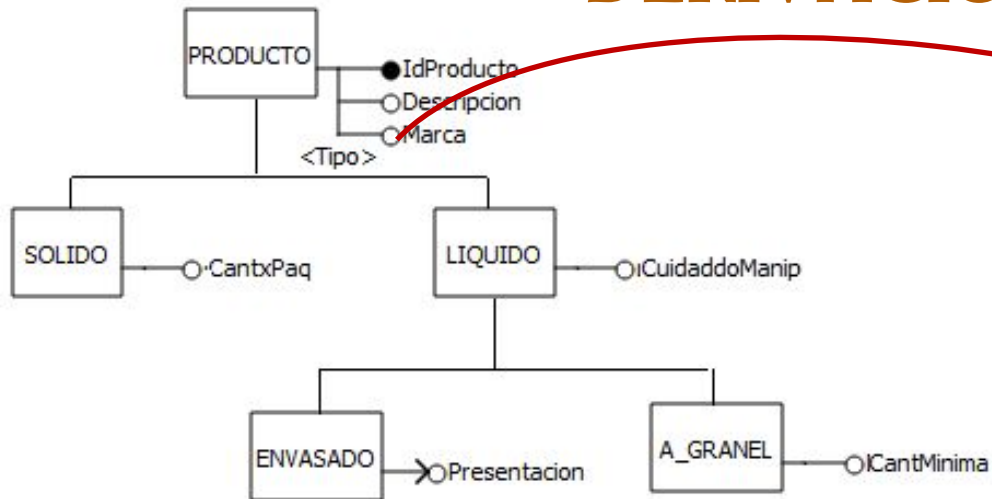 PRODUCTO
IdProducto
Descripcion
Marca
<Tipo>
SOLIDO
CantxPaq
LIQUIDO
CuidaddoManip
ENVASADO
Presentacion
A_GRANEL
CantMinima